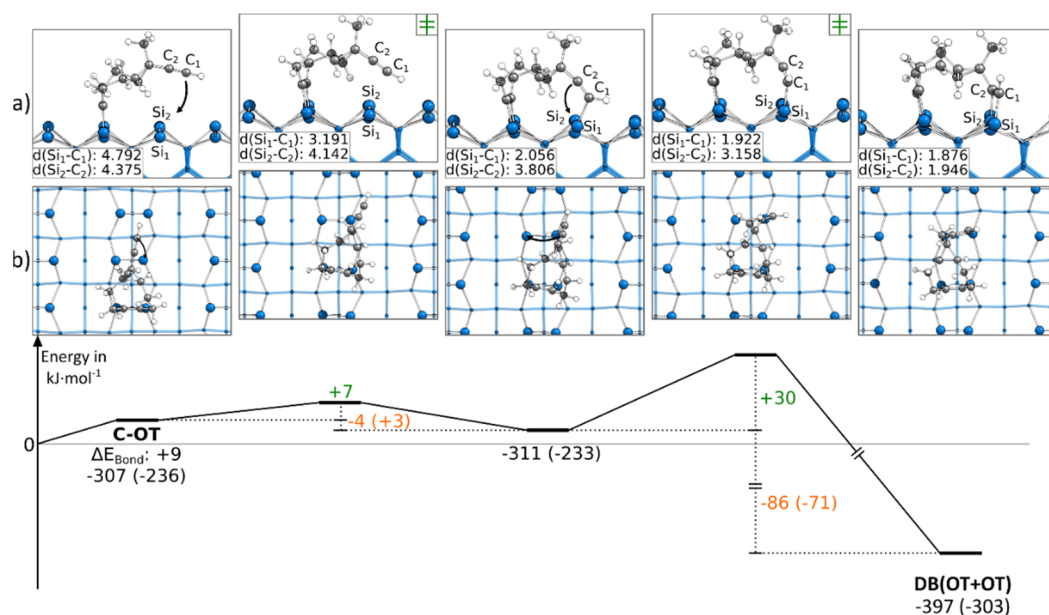 a)
C₂ C₁
Si₂
Si₁
d(Si₁-C₁): 4.792
d(Si₂-C₂): 4.375
‡
C₂
C₁
Si₂
Si₁
d(Si₁-C₁): 3.191
d(Si₂-C₂): 4.142
C₂
C₁
Si₂
Si₁
d(Si₁-C₁): 2.056
d(Si₂-C₂): 3.806
‡
C₂
C₁
Si₂
Si₁
d(Si₁-C₁): 1.922
d(Si₂-C₂): 3.158
C₂
C₁
Si₂
Si₁
d(Si₁-C₁): 1.876
d(Si₂-C₂): 1.946
b)
Energy in
kJ·mol⁻¹
0
C-OT
ΔE_Bond: +9
-307 (-236)
+7
-4 (+3)
-311 (-233)
+30
-86 (-71)
DB(OT+OT)
-397 (-303)